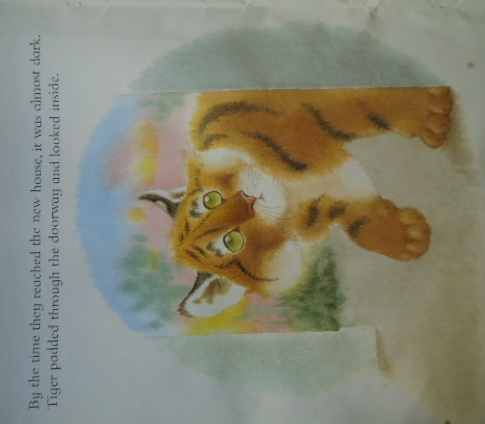 By the time they reached the new house, it was almost dark.
Tiger padded through the doorway and looked inside.